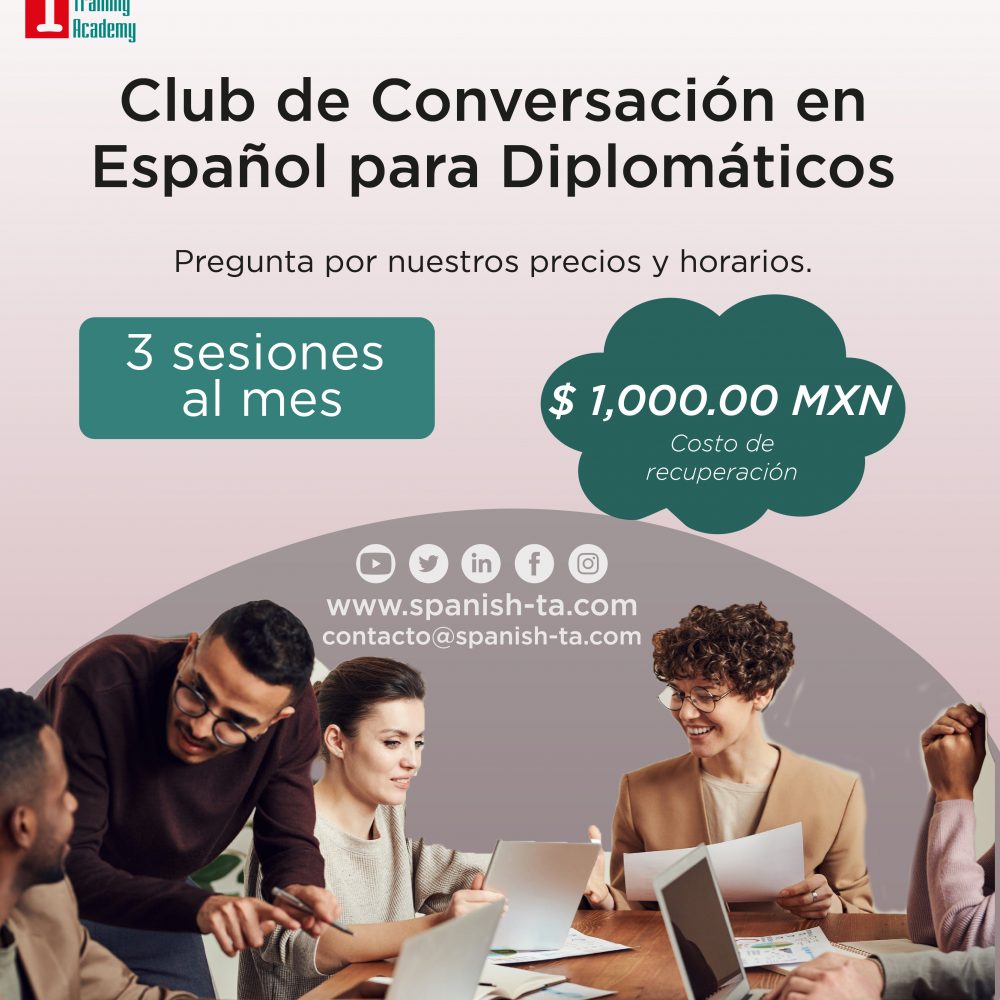 Training
Academy
Club de Conversación en
Español para Diplomáticos
Pregunta por nuestros precios y horarios.
3 sesiones
al mes
$ 1,000.00 MXN
Costo de
recuperación
www.spanish-ta.com
contacto@spanish-ta.com